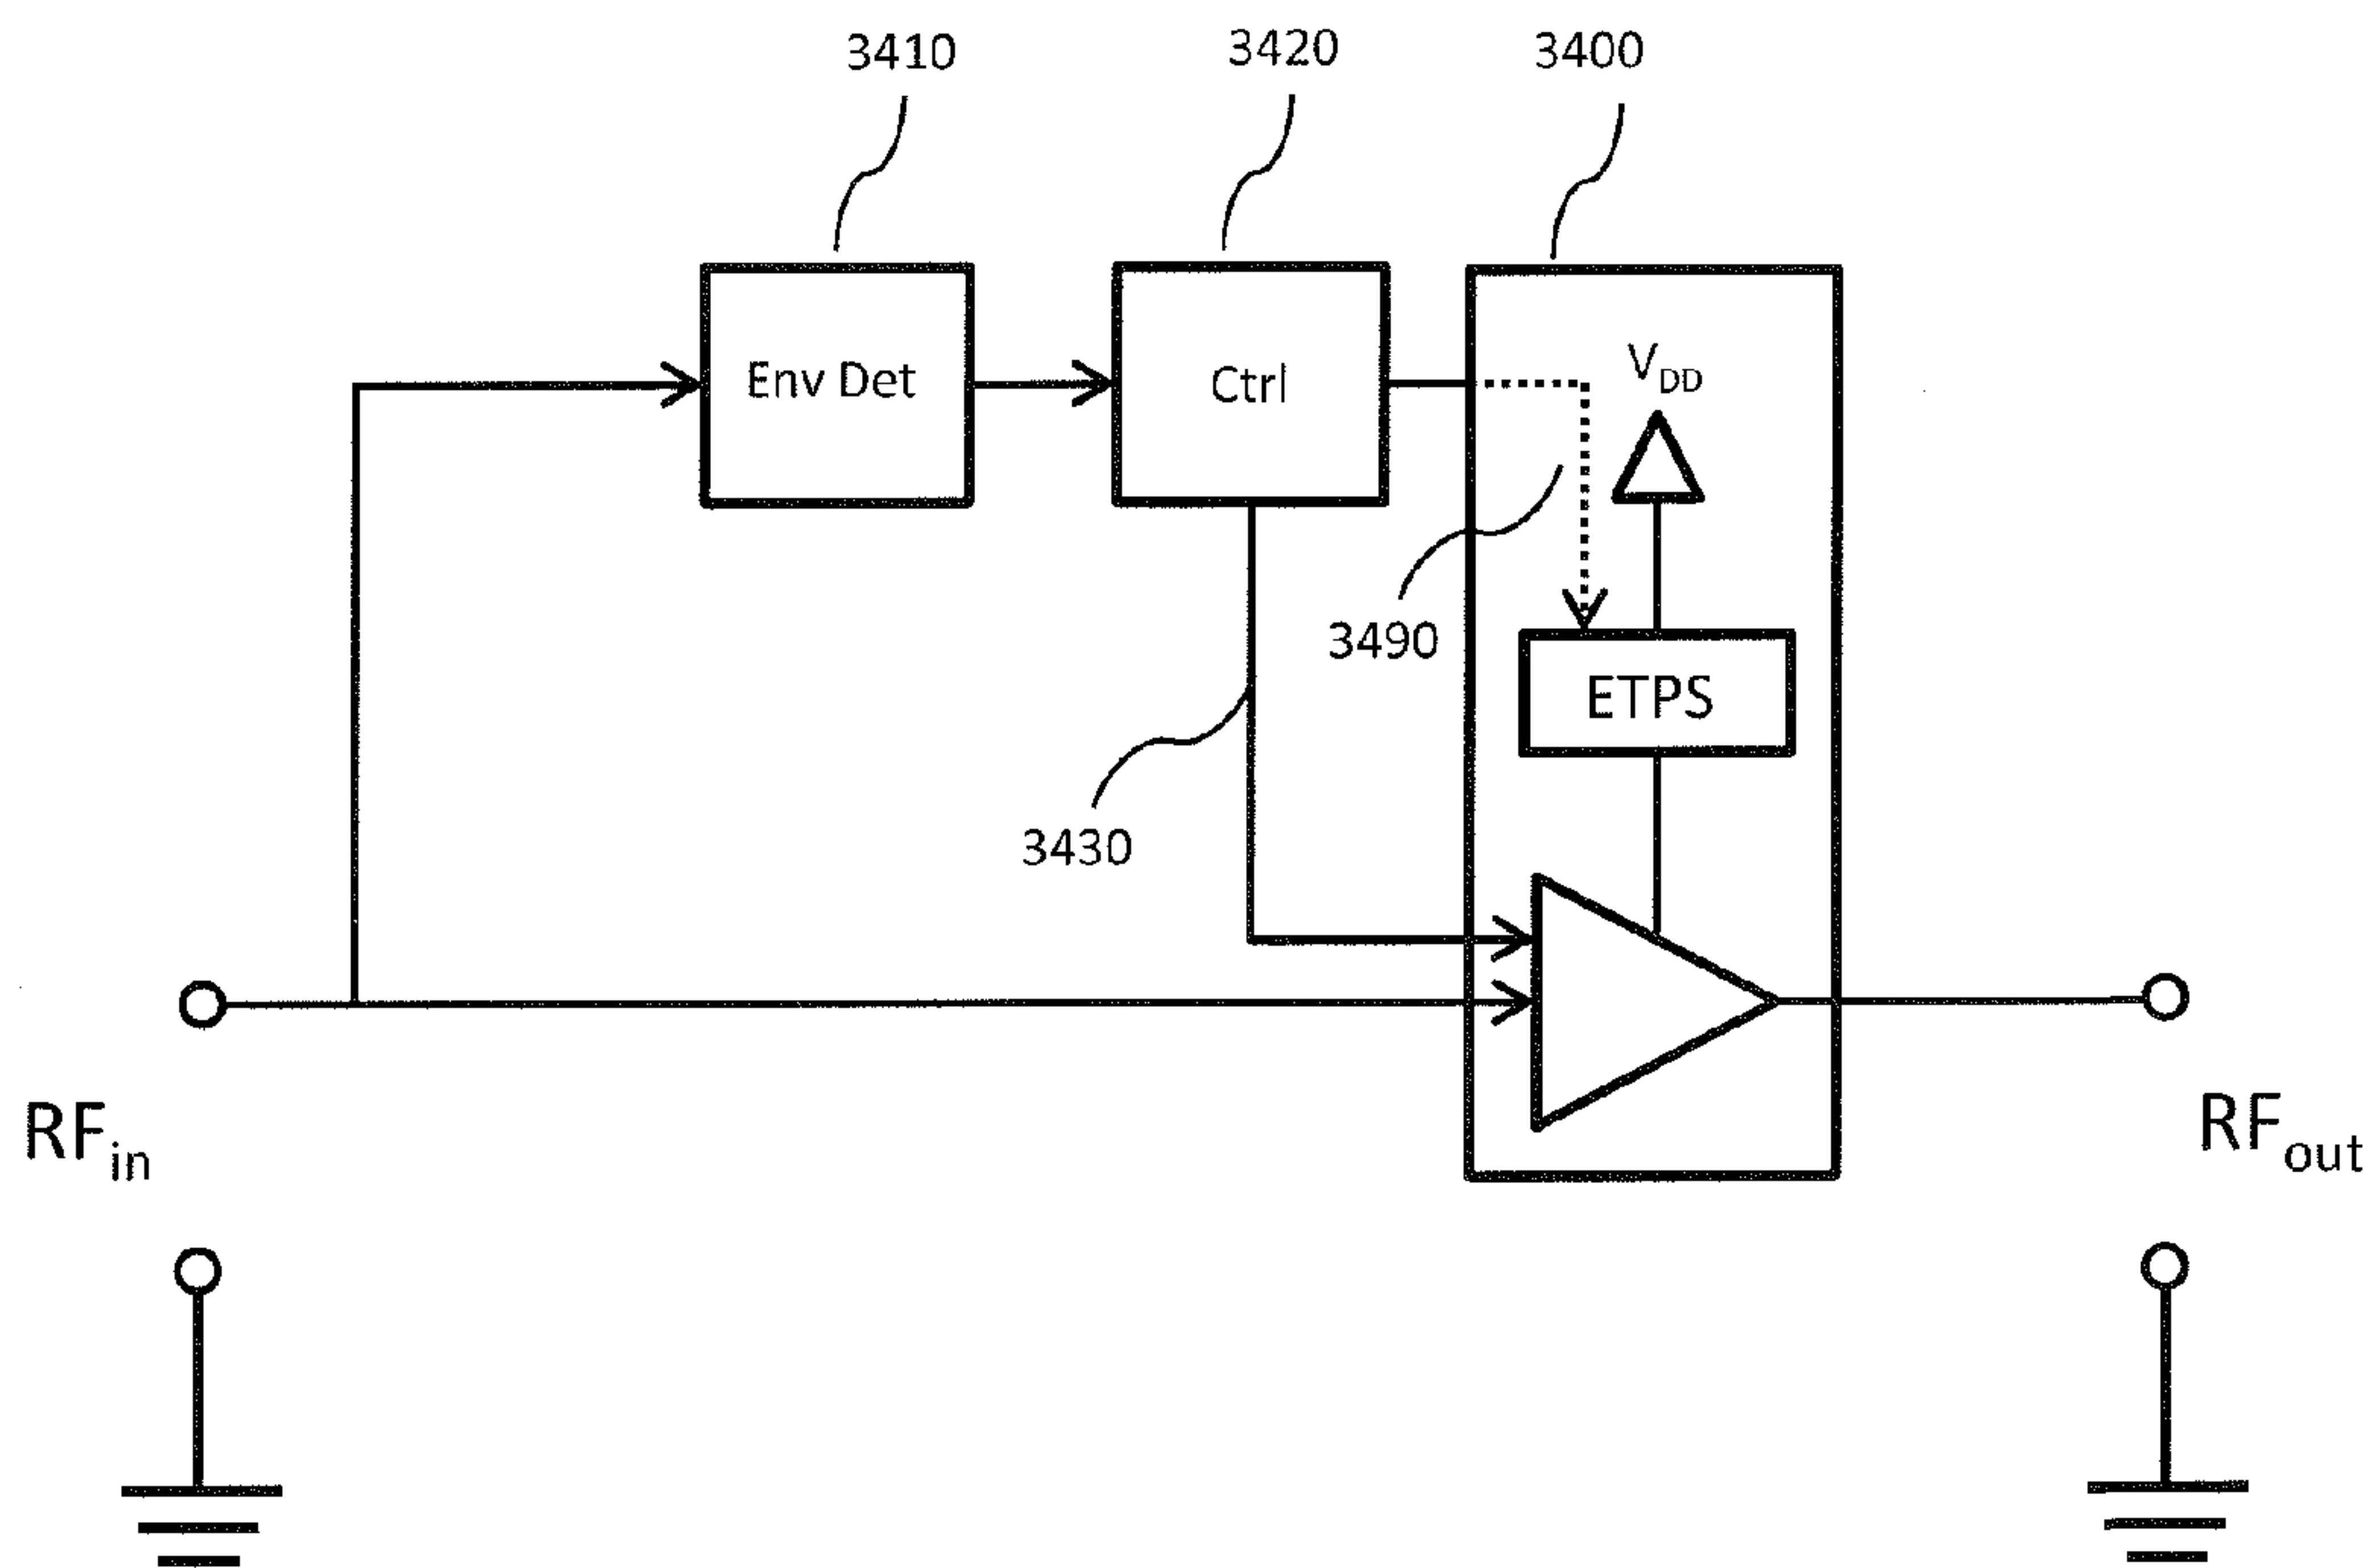 3410
3420
3400
Env Det
Ctrl
VDD
3490
ETPS
3430
RFin
RFout